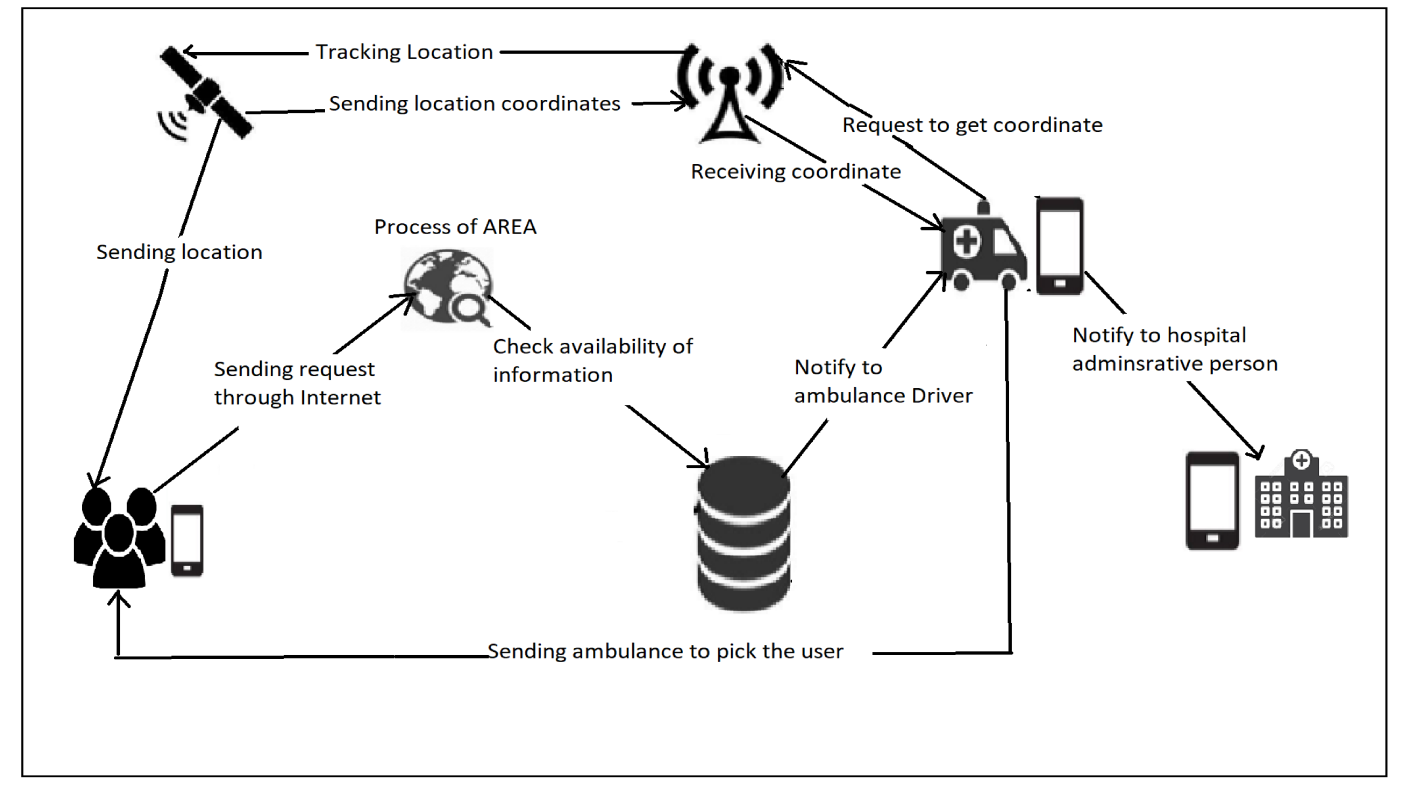 Tracking Location
Sending location coordinates
Request to get coordinate
Receiving coordinate
Process of AREA
Sending location
Check availability of
information
Sending request
through Internet
Notify to
ambulance Driver
Notify to hospital
adminsrative person
Sending ambulance to pick the user